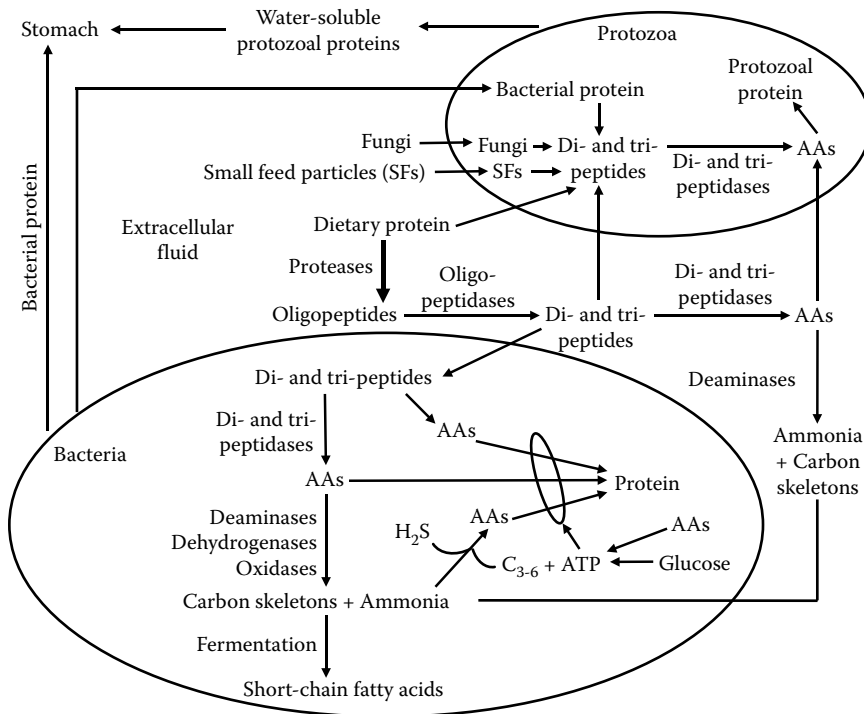 Stomach
Water-soluble
protozoal proteins
Protozoa
Protozoal
protein
Bacterial protein
Fungi
Fungi
Di- and tri-
peptides
Di- and tri-
peptidases
AAs
Small feed particles (SFs)
SFs
Bacterial protein
Extracellular
fluid
Dietary protein
Proteases
Oligopeptides
Oligo-
peptidases
Di- and tri-
peptides
Di- and tri-
peptidases
AAs
Deaminases
Ammonia
+ Carbon
skeletons
Di- and tri-peptides
Di- and tri-
peptidases
AAs
Bacteria
AAs
Protein
Deaminases
Dehydrogenases
Oxidases
H₂S
AAs
AAs
C₃₋₆ + ATP
Glucose
Carbon skeletons + Ammonia
Fermentation
Short-chain fatty acids